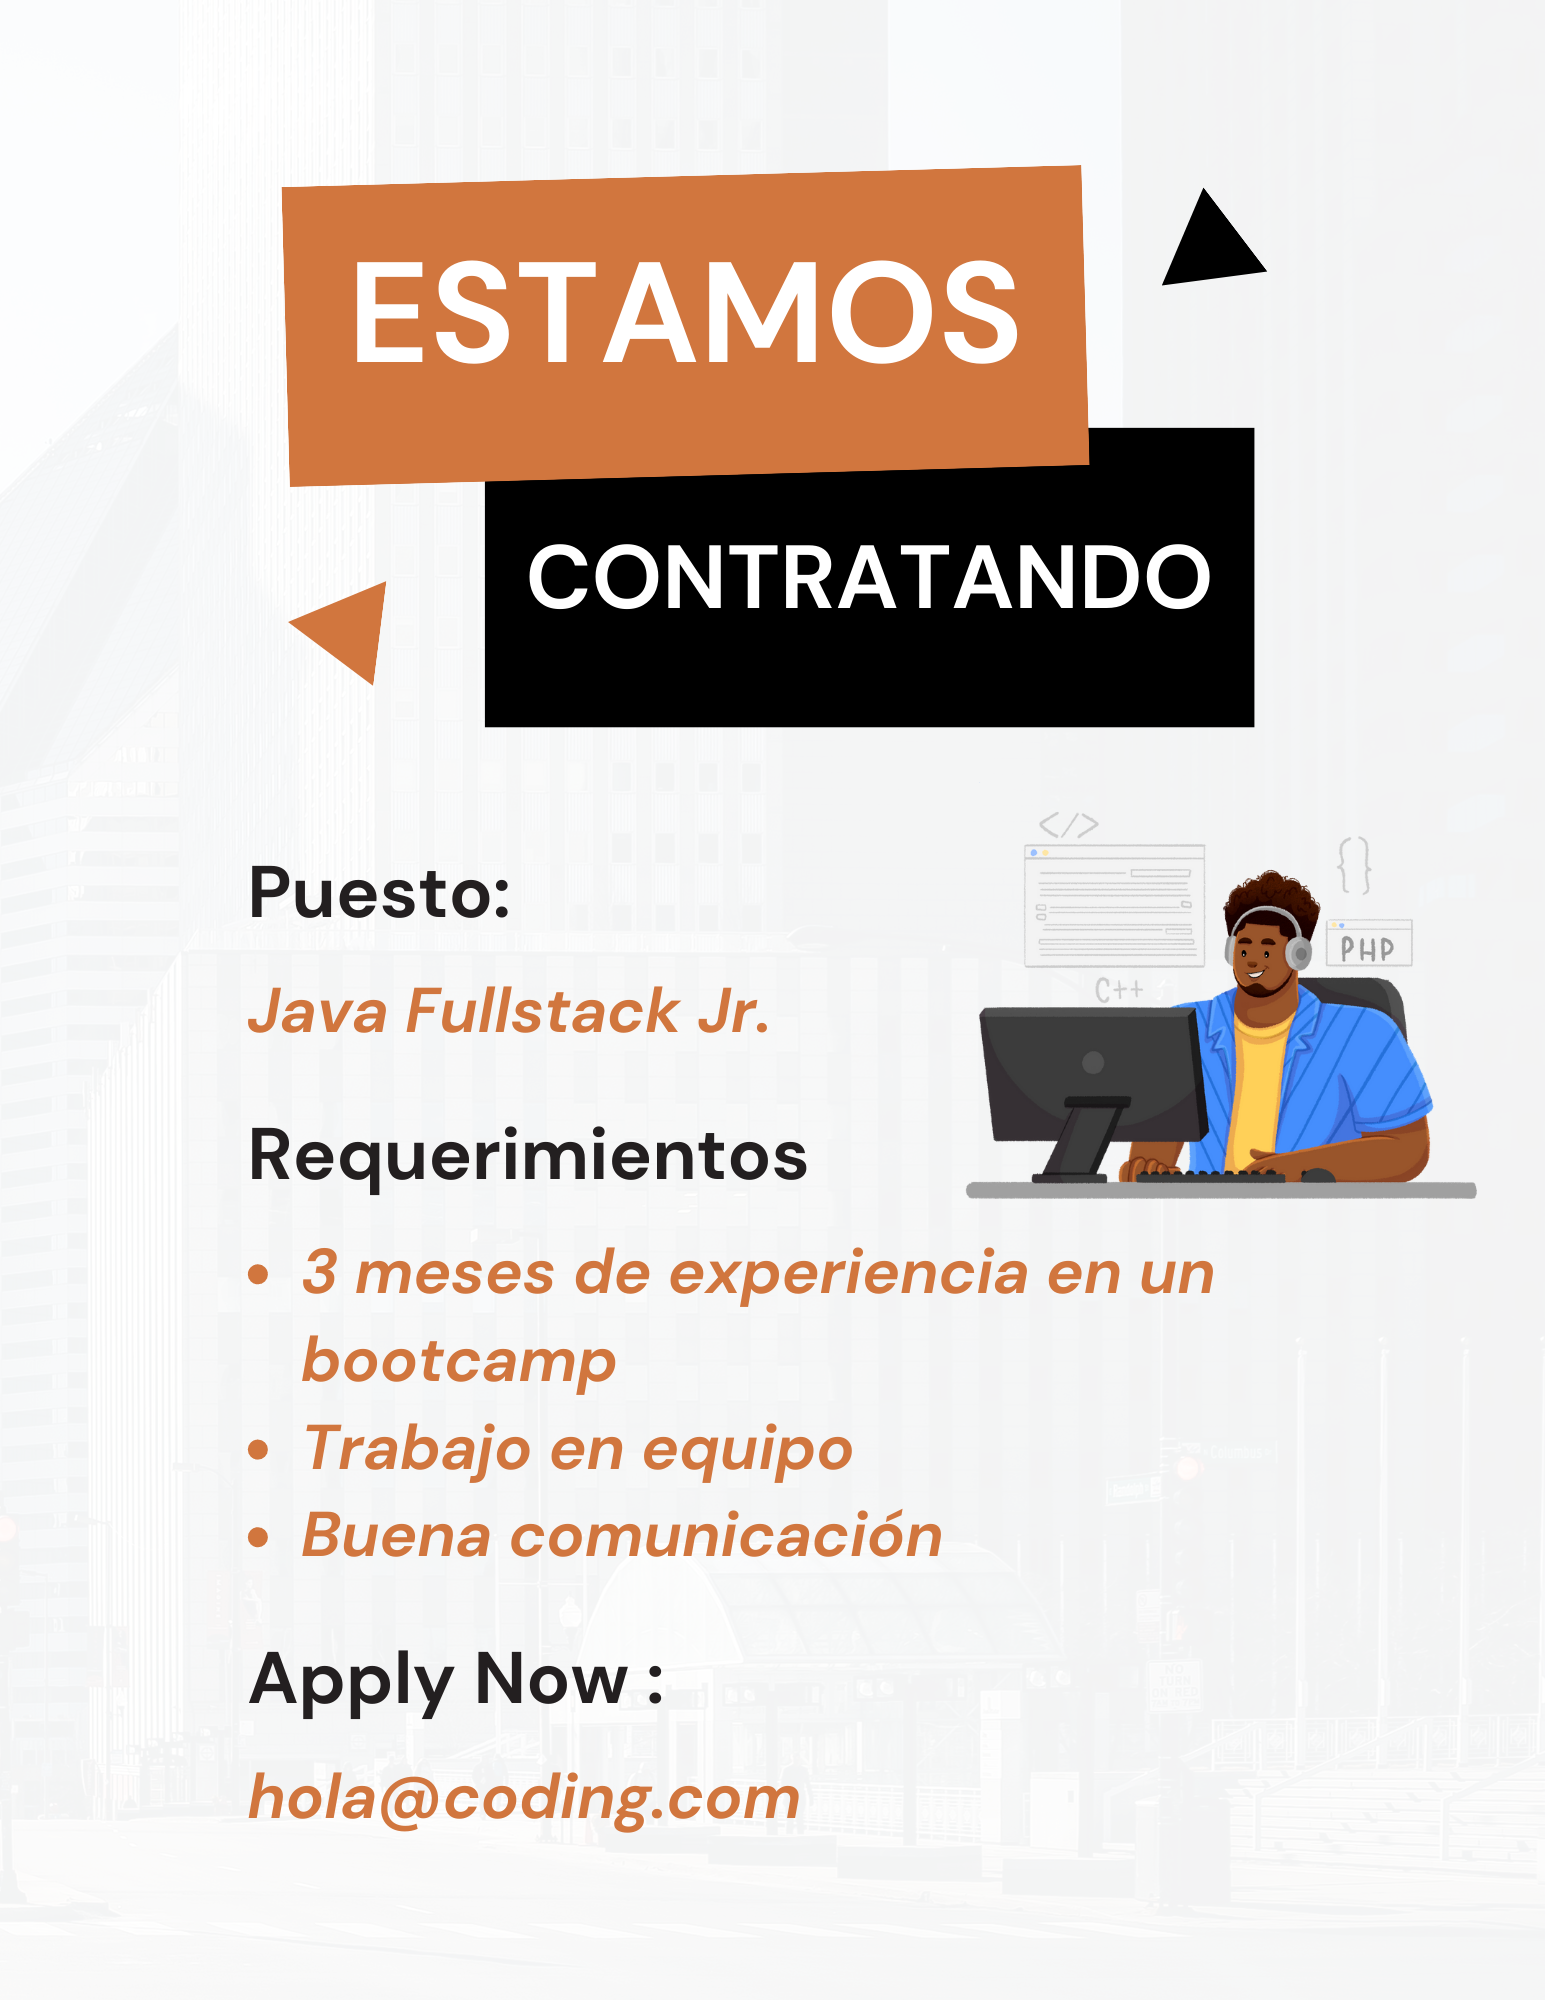 ESTAMOS
CONTRATANDO
</>
{}
PHP
C++
Puesto:
Java Fullstack Jr.
Requerimientos
• 3 meses de experiencia en un
bootcamp
• Trabajo en equipo
• Buena comunicación
Apply Now :
hola@coding.com